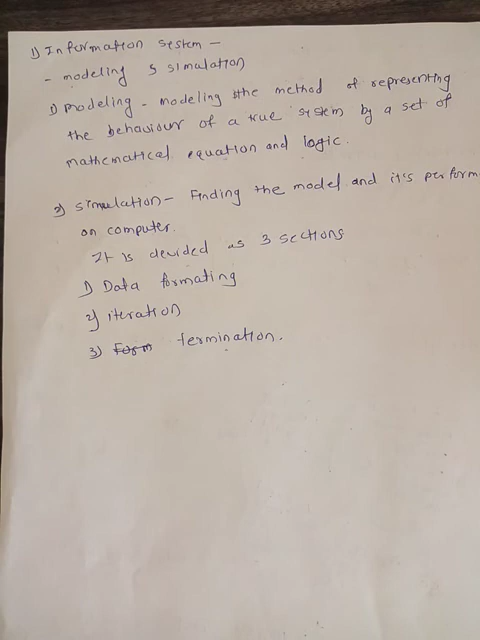 1) Information system -
- modeling & simulation
1) Modeling - modeling the method of representing
the behaviour of a true system by a set of
mathematical equation and logic.
2) simulation - Finding the model and it's perform
on computer.
It is devided as 3 sections
1) Data formating
2) iteration
3) Form termination.